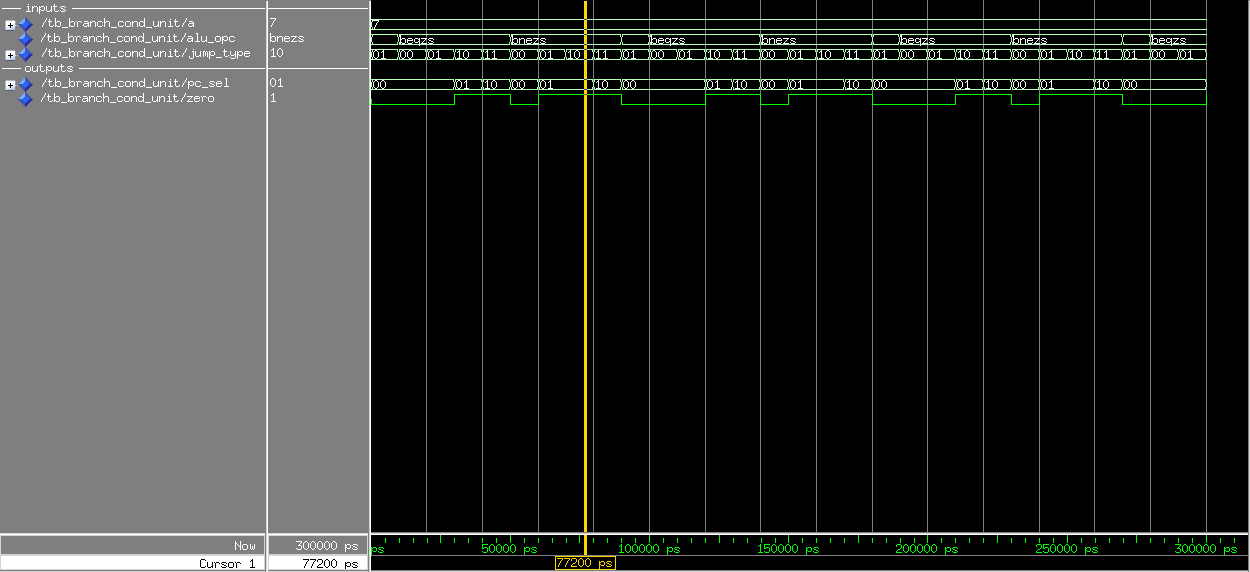 inputs
/tb_branch_cond_unit/a 7 7
/tb_branch_cond_unit/alu_opc bnezs beqzs bnezs beqzs bnezs beqzs bnezs beqzs
/tb_branch_cond_unit/jump_type 10 01 00 01 10 11 00 01 10 11 01 00 01 10 11 00 01 10 11 01 00 01 10 11 00 01 10 11 01 00 01
outputs
/tb_branch_cond_unit/pc_sel 01 00 01 10 00 01 10 00 01 10 00 01 10 00 01 10 00 01 10 00
/tb_branch_cond_unit/zero 1
Now 300000 ps ps 50000 ps 100000 ps 150000 ps 200000 ps 250000 ps 300000 ps
Cursor 1 77200 ps 77200 ps